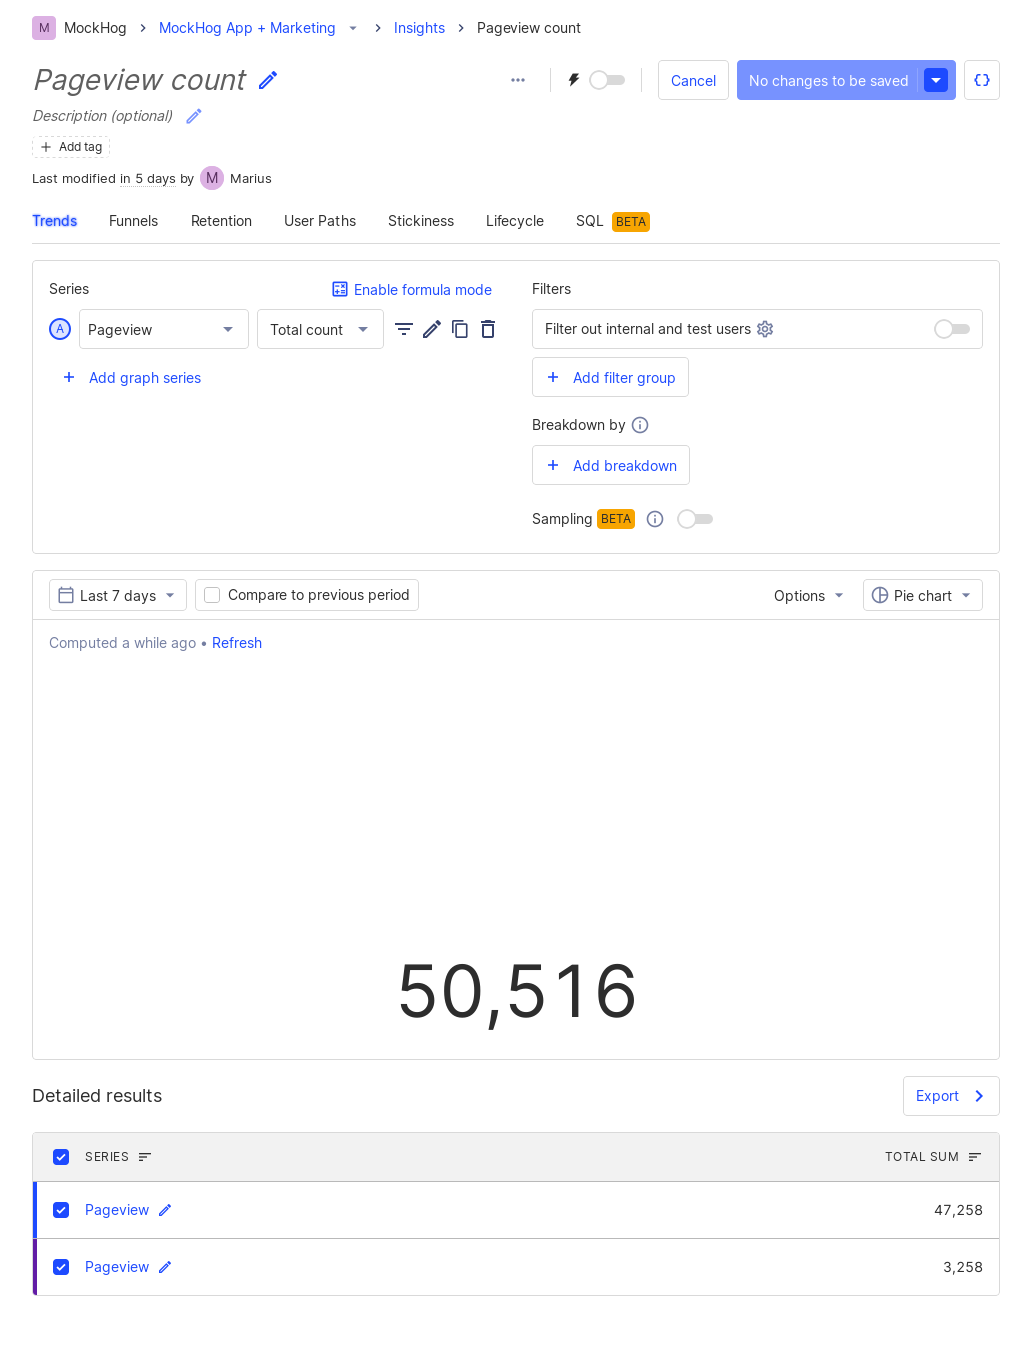 M MockHog MockHog App + Marketing Insights Pageview count
Pageview count
Cancel No changes to be saved
Description (optional)
Add tag
Last modified in 5 days by M Marius
Trends Funnels Retention User Paths Stickiness Lifecycle SQL BETA
Series Enable formula mode
A Pageview Total count
Add graph series
Filters
Filter out internal and test users
Add filter group
Breakdown by
Add breakdown
Sampling BETA
Last 7 days Compare to previous period Options Pie chart
Computed a while ago • Refresh
50,516
Detailed results Export
SERIES TOTAL SUM
Pageview 47,258
Pageview 3,258